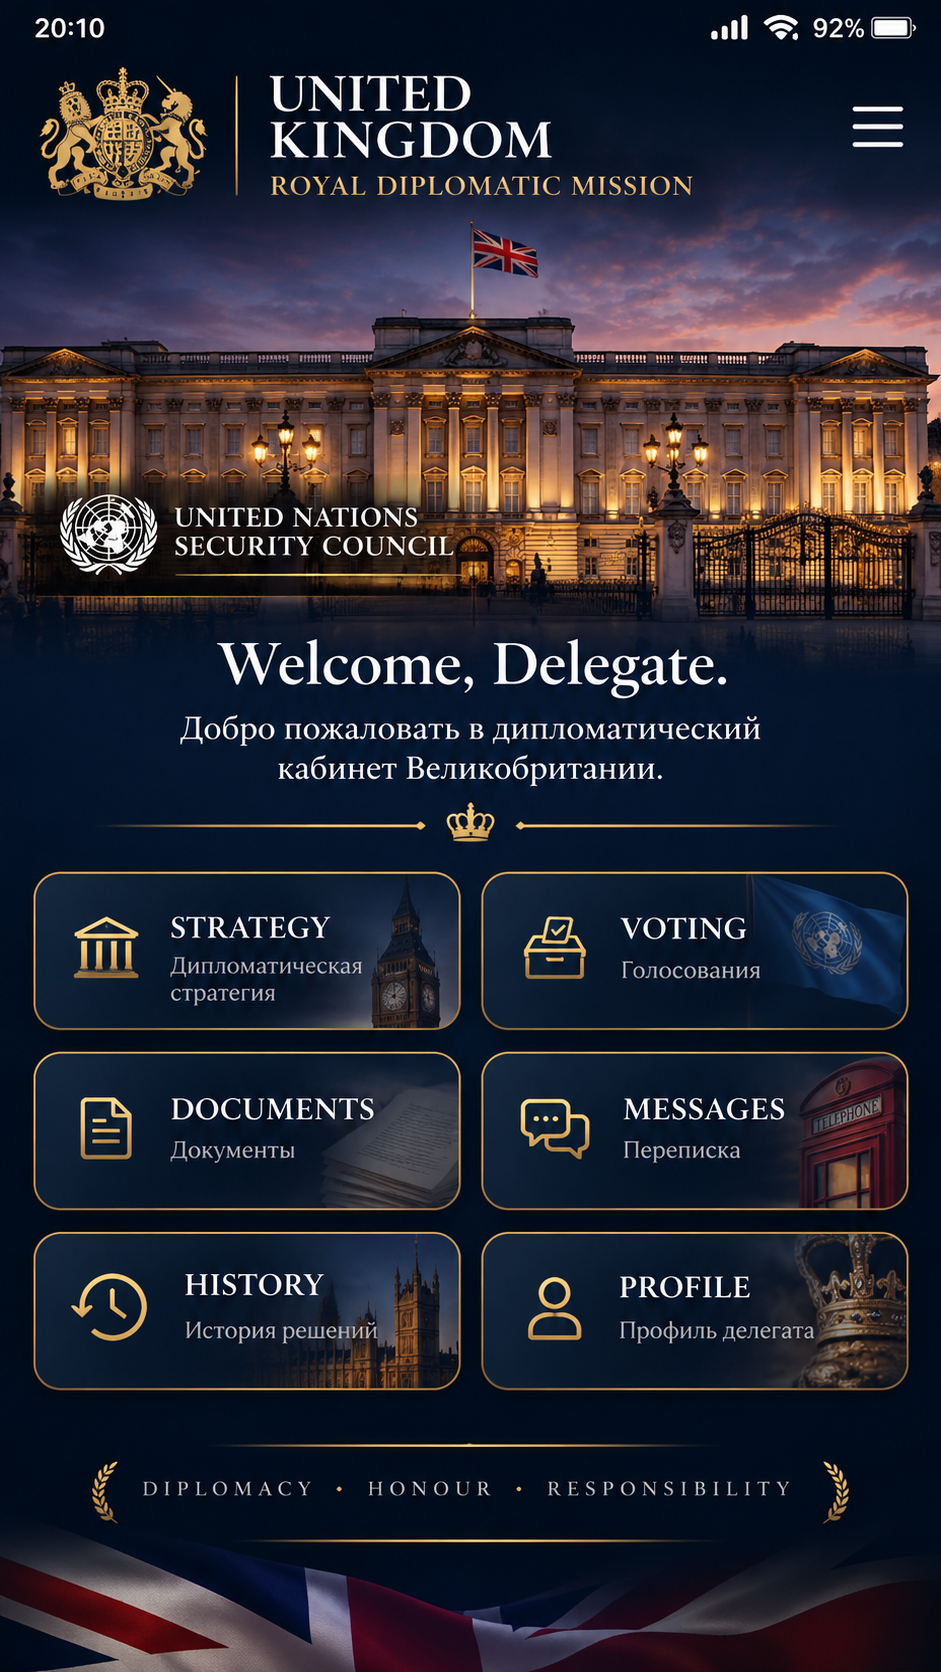 20:10
92%
UNITED
KINGDOM
ROYAL DIPLOMATIC MISSION
UNITED NATIONS
SECURITY COUNCIL
Welcome, Delegate.
Добро пожаловать в дипломатический
кабинет Великобритании.
STRATEGY
Дипломатическая
стратегия
VOTING
Голосования
DOCUMENTS
Документы
MESSAGES
Переписка
TELEPHONE
HISTORY
История решений
PROFILE
Профиль делегата
DIPLOMACY • HONOUR • RESPONSIBILITY